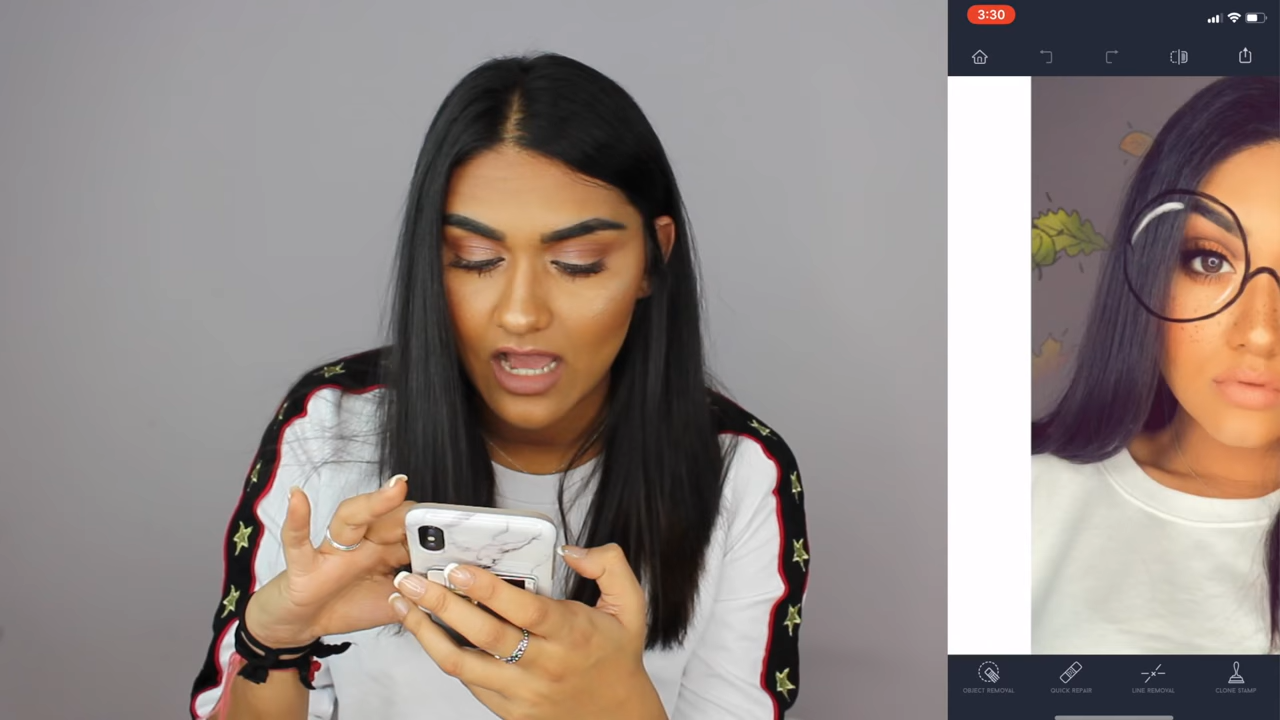 3:30
OBJECT REMOVAL
QUICK REPAIR
LINE REMOVAL
CLONE STAMP